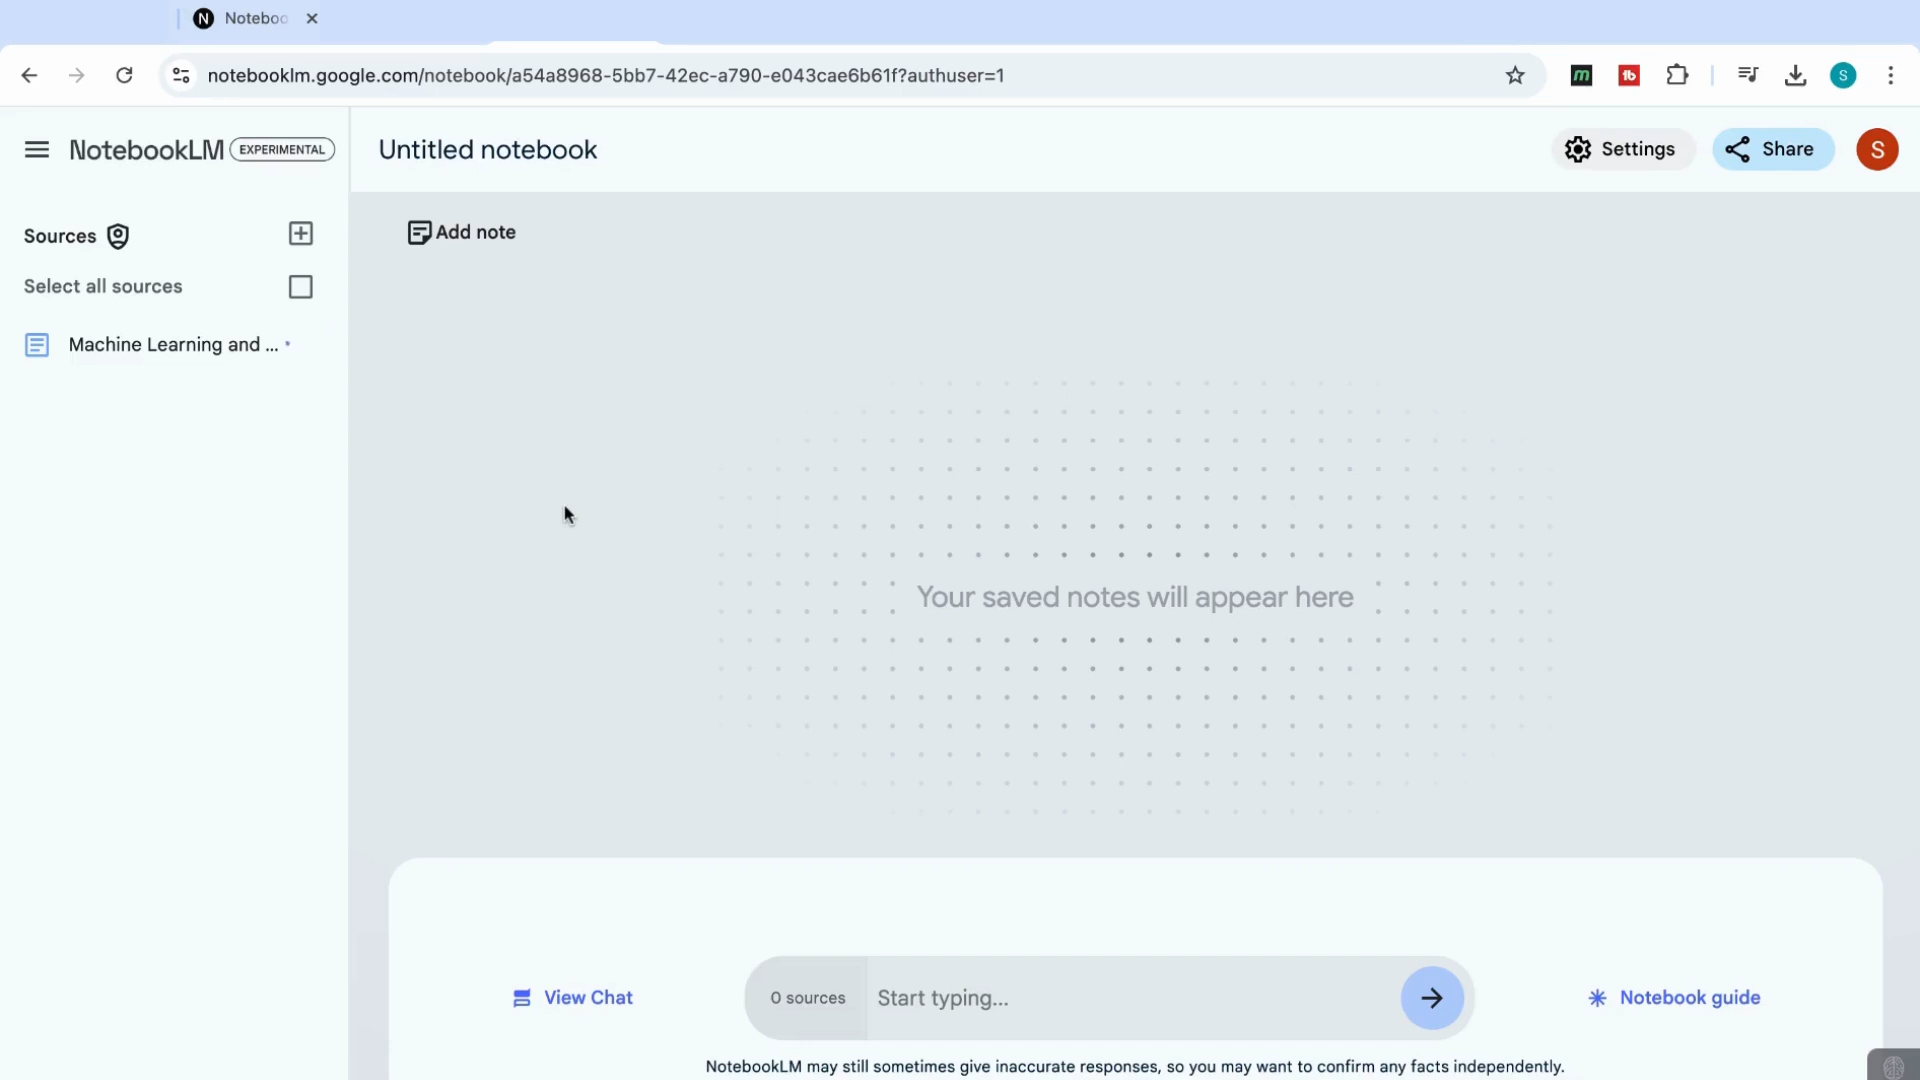 Noteboo
notebooklm.google.com/notebook/a54a8968-5bb7-42ec-a790-e043cae6b61f?authuser=1
NotebookLM EXPERIMENTAL
Untitled notebook
Settings
Share
S
Sources
Add note
Select all sources
Machine Learning and ...
Your saved notes will appear here
View Chat
0 sources
Start typing...
Notebook guide
NotebookLM may still sometimes give inaccurate responses, so you may want to confirm any facts independently.